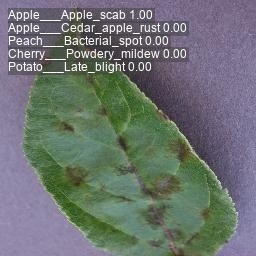 Apple___Apple_scab 1.00
Apple___Cedar_apple_rust 0.00
Peach___Bacterial_spot 0.00
Cherry___Powdery_mildew 0.00
Potato___Late_blight 0.00